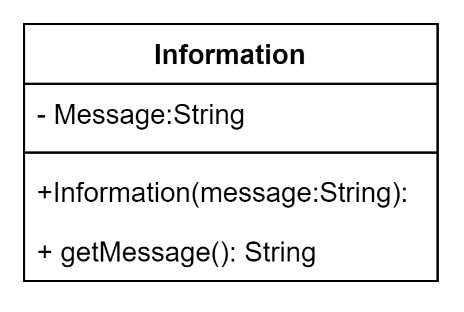 Information
- Message:String
+Information(message:String):
+ getMessage(): String